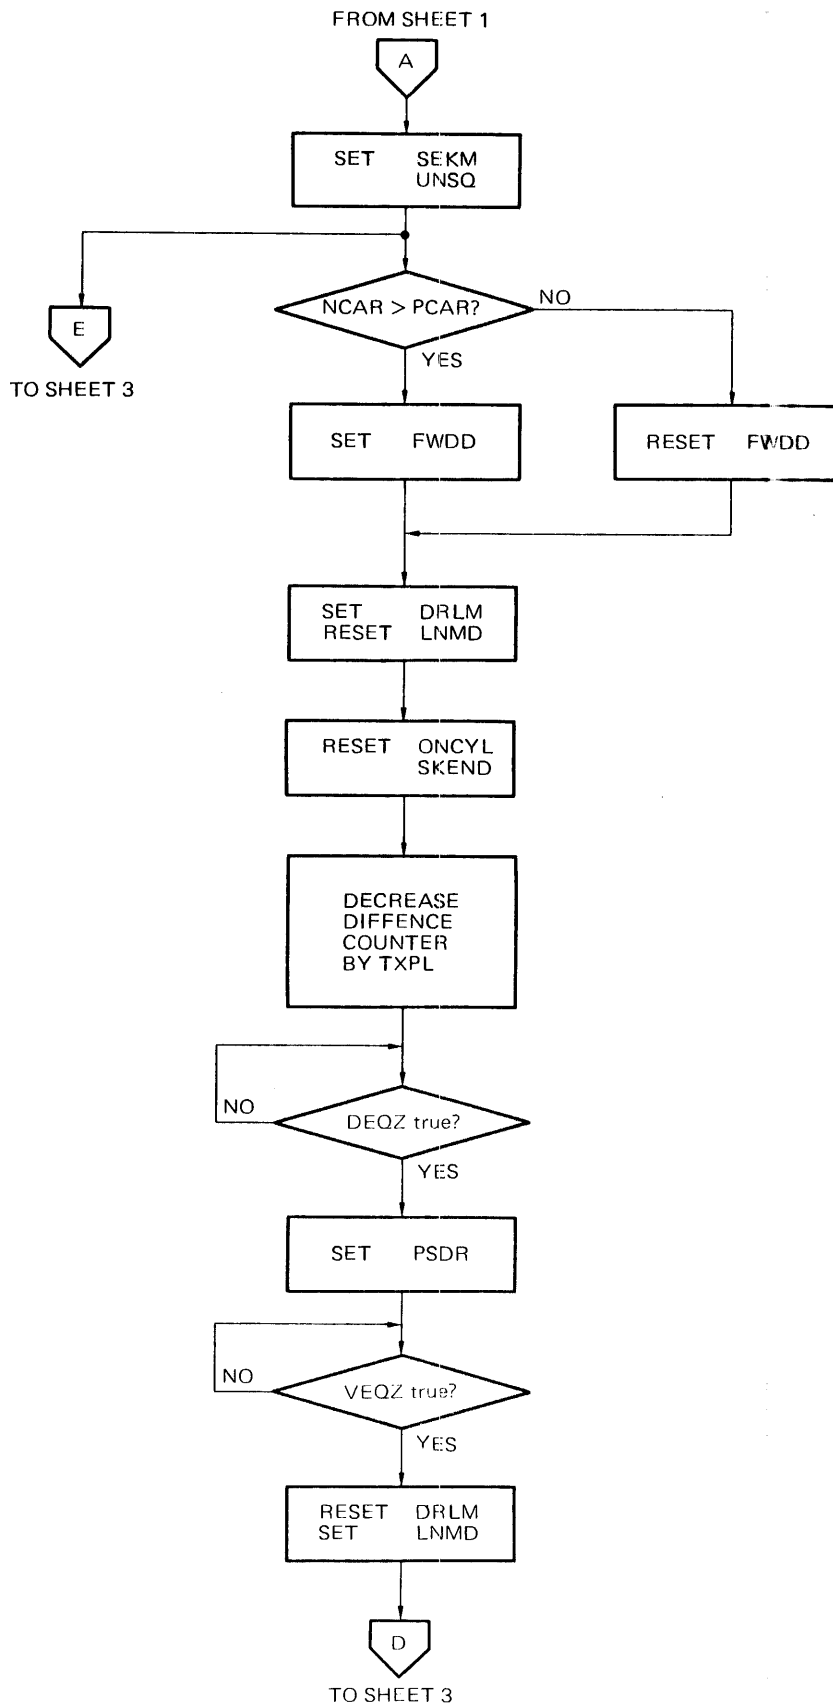 FROM SHEET 1
A
SET SEKM
UNSQ
E
TO SHEET 3
NCAR > PCAR?
NO
YES
SET FWDD
RESET FWDD
SET DRLM
RESET LNMD
RESET ONCYL
SKEND
DECREASE
DIFFENCE
COUNTER
BY TXPL
NO
DEQZ true?
YES
SET PSDR
NO
VEQZ true?
YES
RESET DRLM
SET LNMD
D
TO SHEET 3